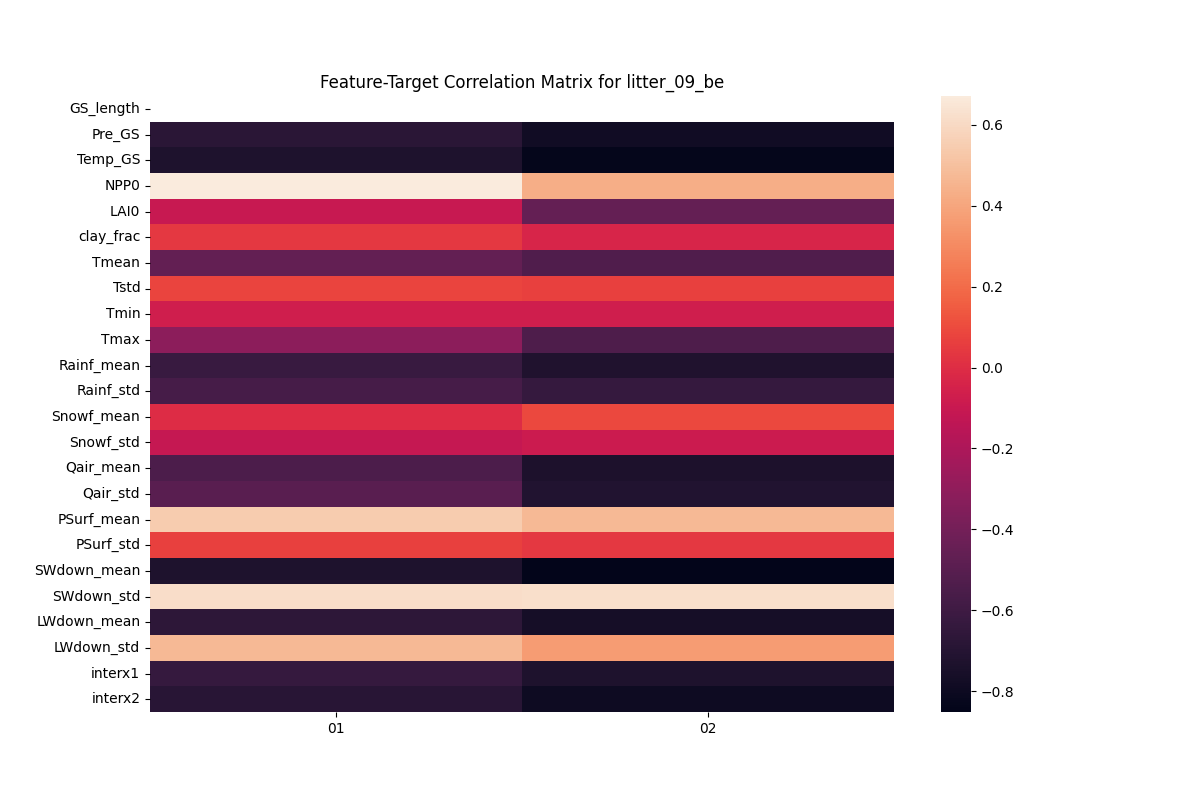 Feature-Target Correlation Matrix for litter_09_be
GS_length
Pre_GS
Temp_GS
NPP0
LAI0
clay_frac
Tmean
Tstd
Tmin
Tmax
Rainf_mean
Rainf_std
Snowf_mean
Snowf_std
Qair_mean
Qair_std
PSurf_mean
PSurf_std
SWdown_mean
SWdown_std
LWdown_mean
LWdown_std
interx1
interx2
01
02
0.6
0.4
0.2
0.0
−0.2
−0.4
−0.6
−0.8